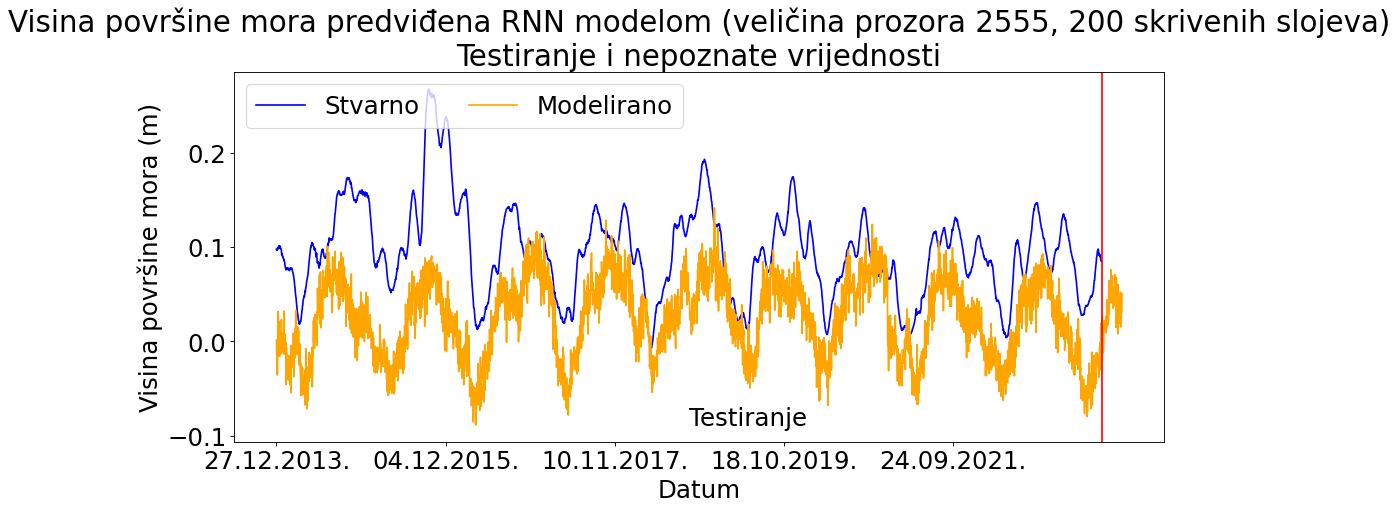 Visina površine mora predviđena RNN modelom (veličina prozora 2555, 200 skrivenih slojeva)
Testiranje i nepoznate vrijednosti
Stvarno
Modelirano
Visina površine mora (m)
0.2
0.1
0.0
−0.1
Testiranje
27.12.2013.
04.12.2015.
10.11.2017.
18.10.2019.
24.09.2021.
Datum